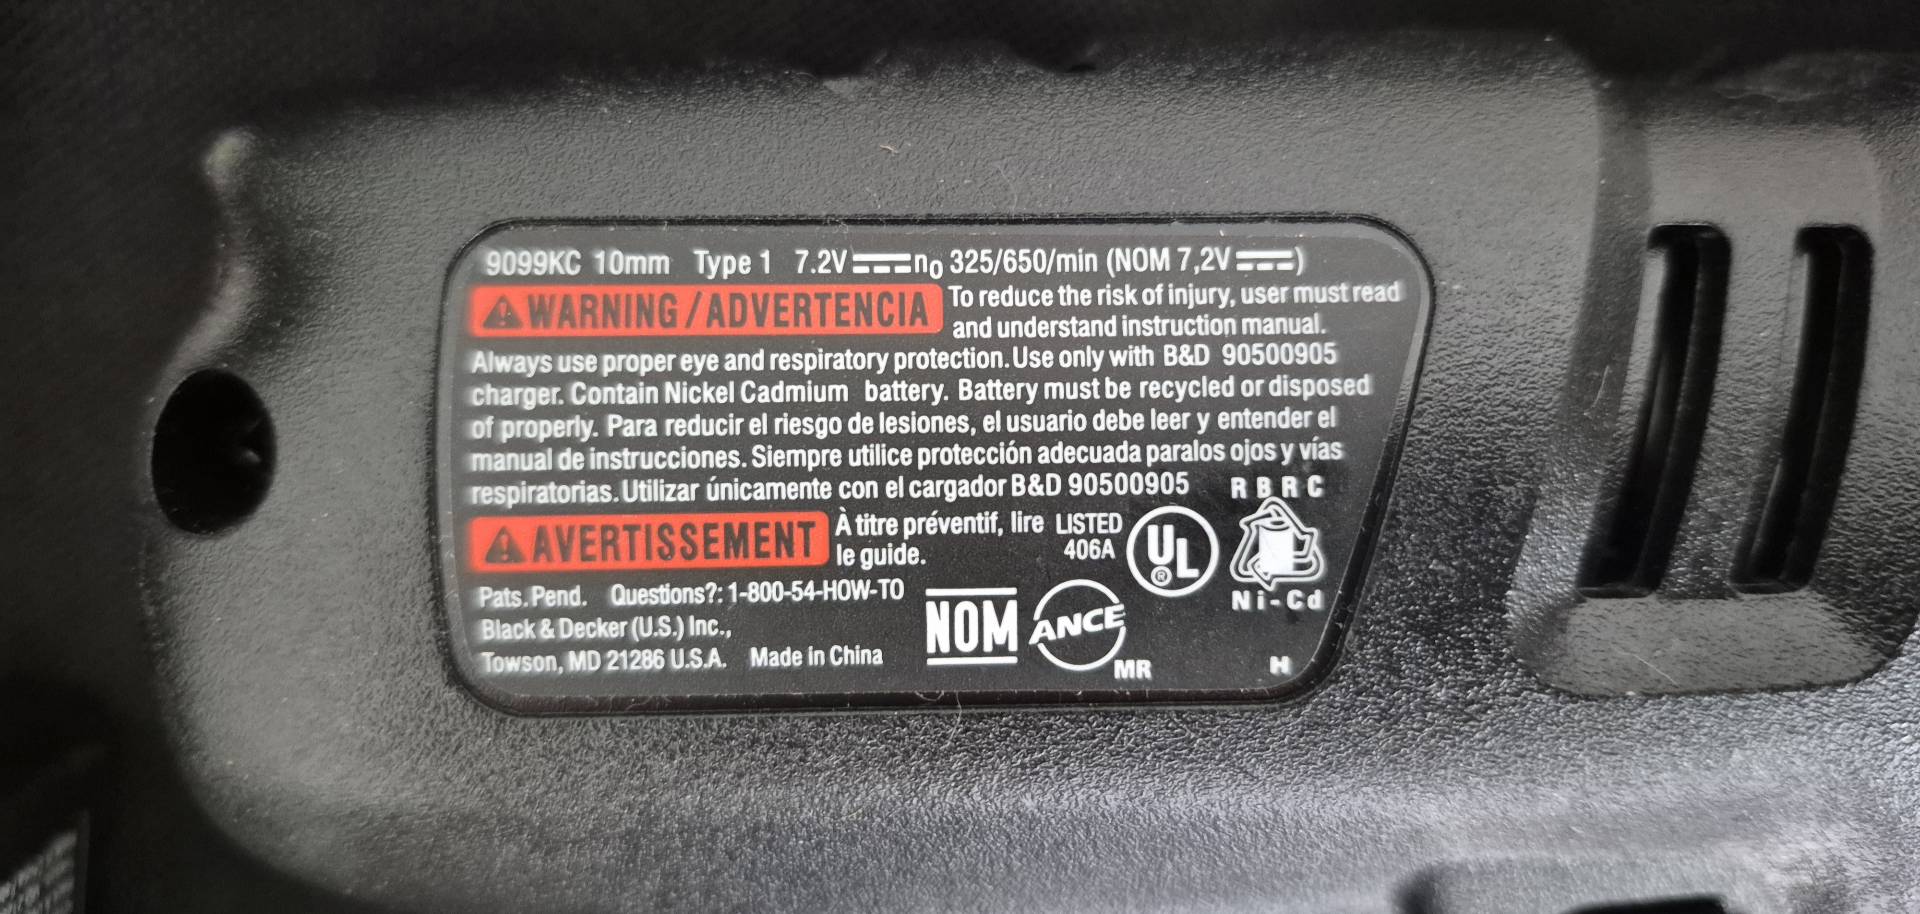 9099KC 10mm Type 1 7.2V n0 325/650/min (NOM 7,2V )
WARNING/ADVERTENCIA To reduce the risk of injury, user must read
and understand instruction manual.
Always use proper eye and respiratory protection. Use only with B&D 90500905
charger. Contain Nickel Cadmium battery. Battery must be recycled or disposed
of properly. Para reducir el riesgo de lesiones, el usuario debe leer y entender el
manual de instrucciones. Siempre utilice protección adecuada paralos ojos y vías
respiratorias. Utilizar únicamente con el cargador B&D 90500905
RBRC
AVERTISSEMENT À titre préventif, lire
le guide.
LISTED
406A
UL®
Ni-Cd
Pats. Pend. Questions?: 1-800-54-HOW-TO
Black & Decker (U.S.) Inc.,
Towson, MD 21286 U.S.A. Made in China
NOM
ANCE
MR
H